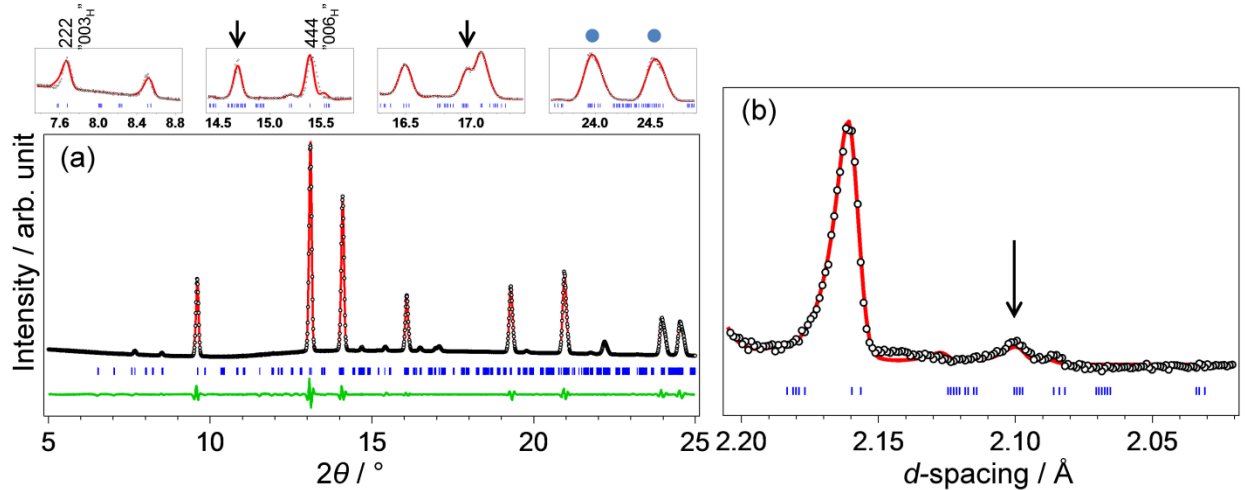 222
"003H"
444
"006H"
7.6 8.0 8.4 8.8
14.5 15.0 15.5
16.5 17.0
24.0 24.5
(a)
Intensity / arb. unit
5 10 15 20 25
2θ / °
(b)
2.20 2.15 2.10 2.05
d-spacing / Å